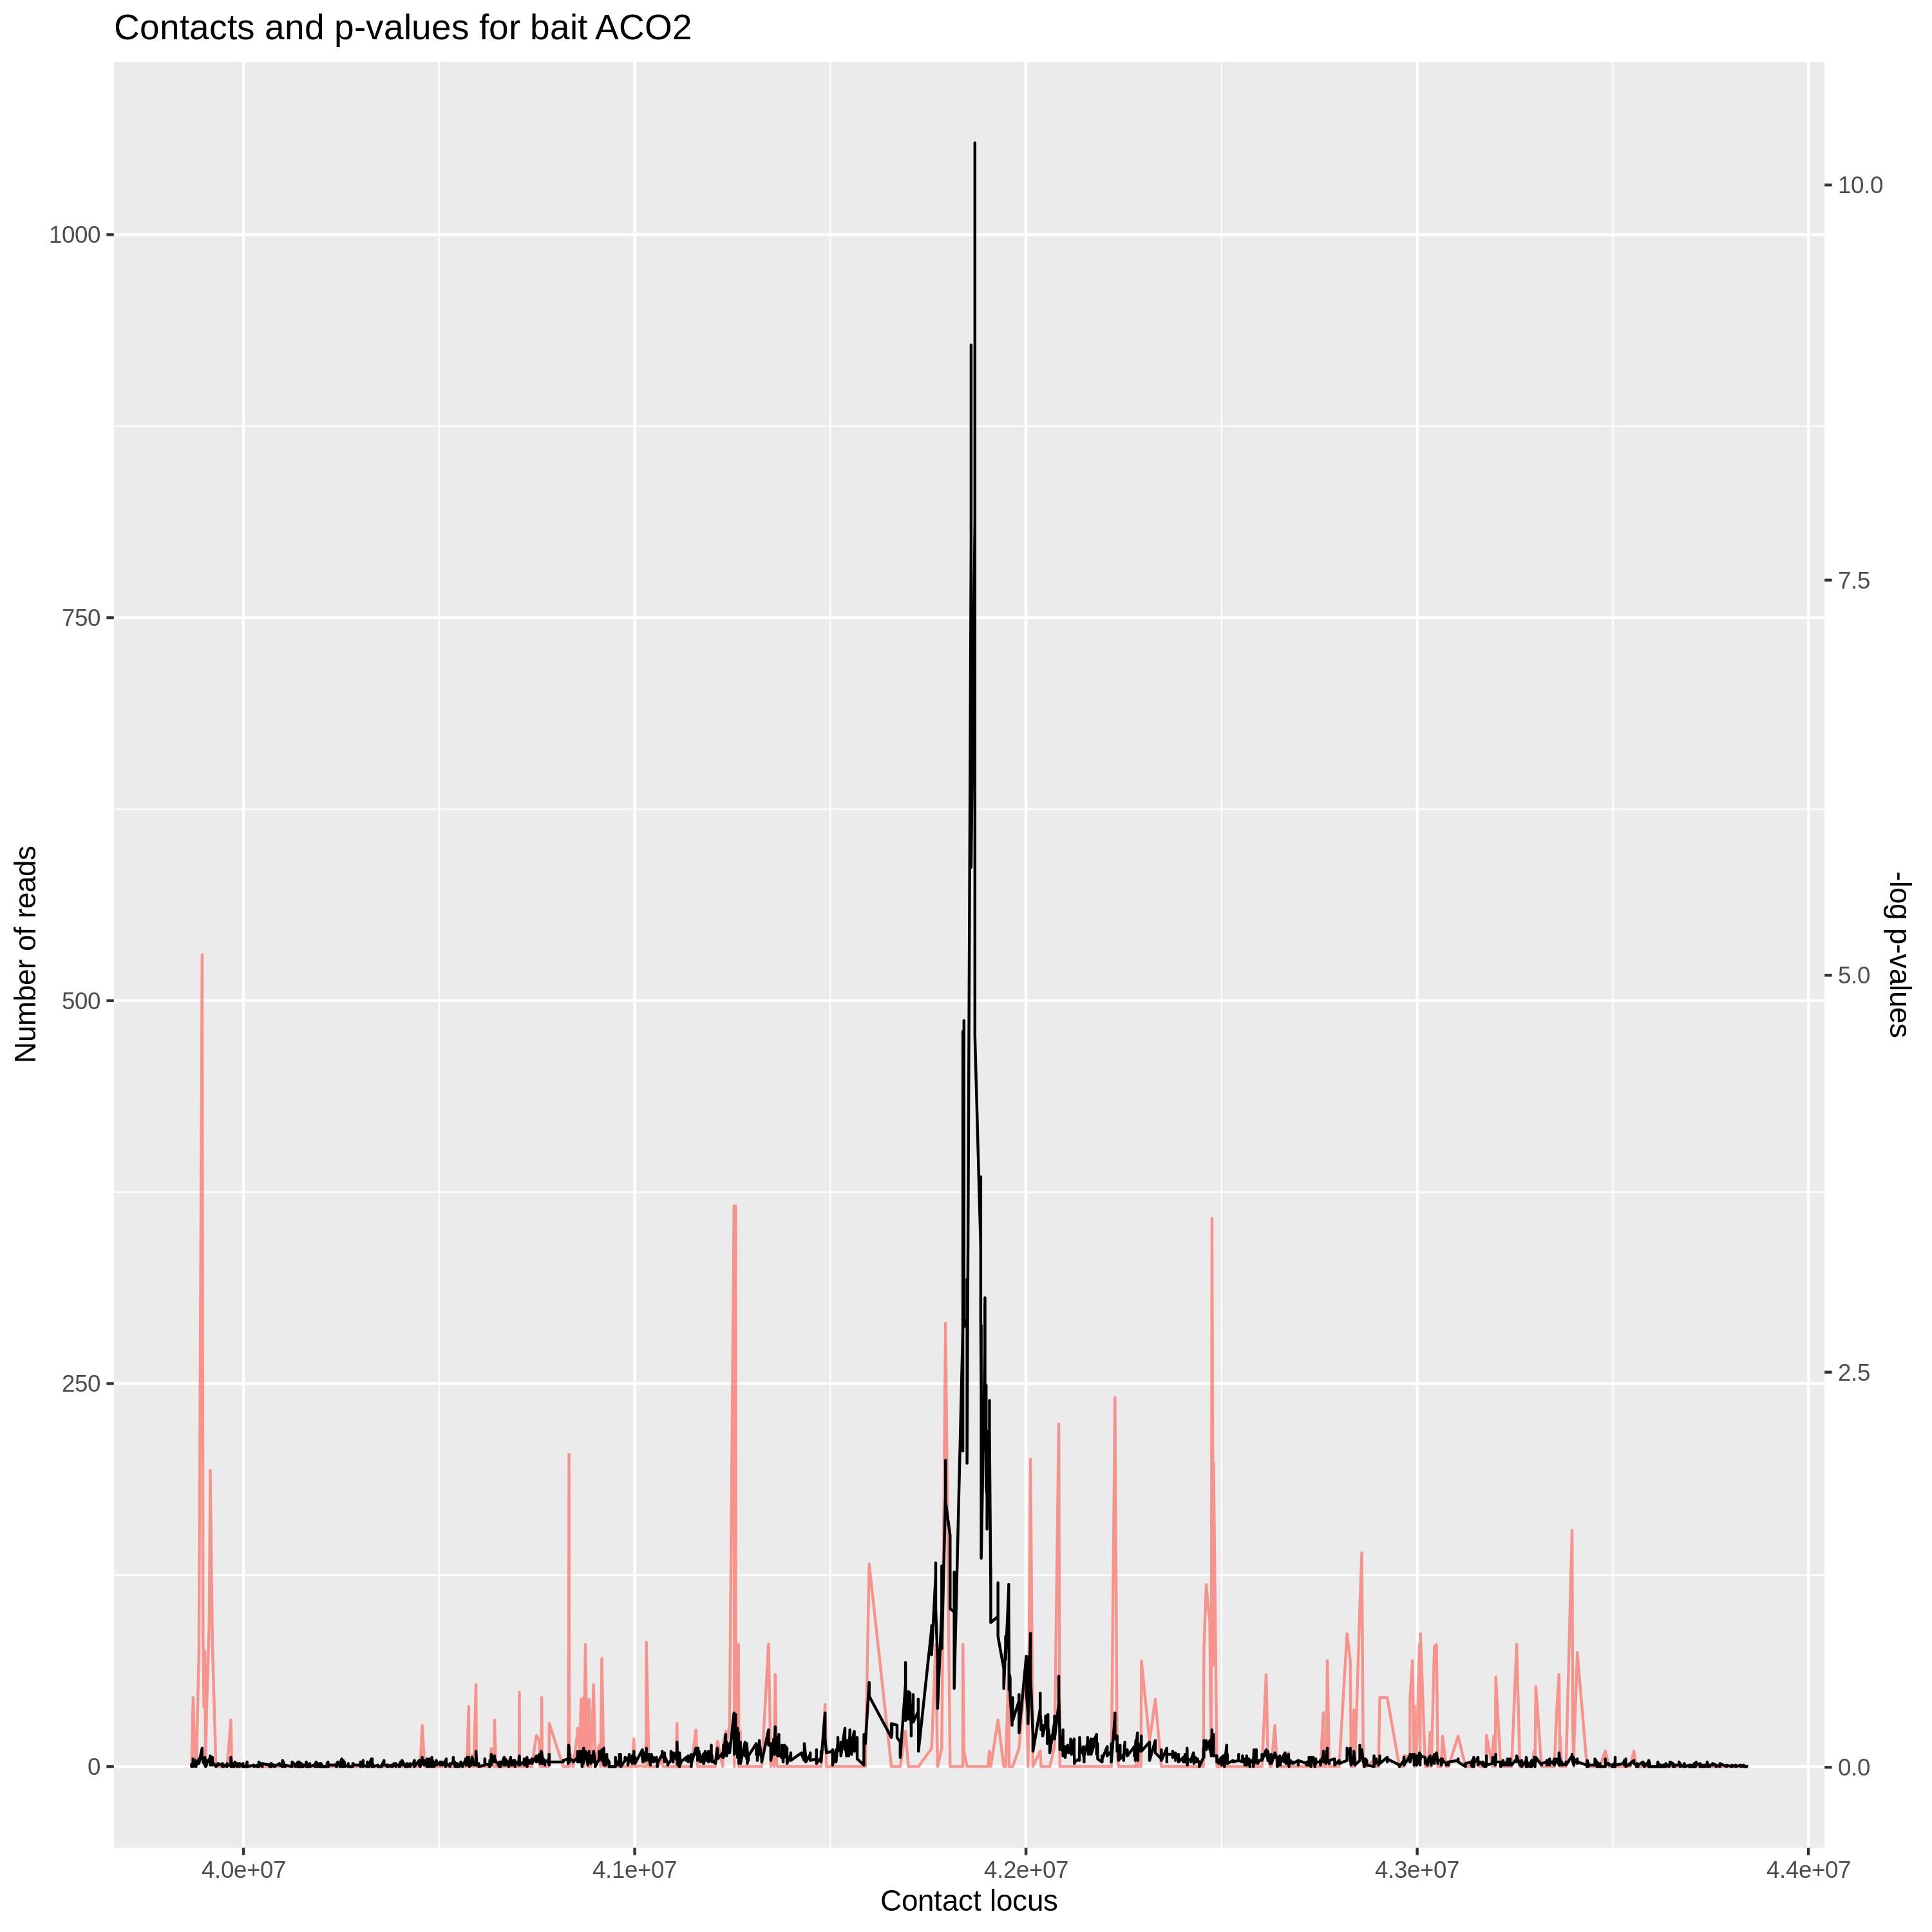 Contacts and p-values for bait ACO2
Number of reads
1000
750
500
250
0
10.0
7.5
5.0
2.5
0.0
-log p-values
4.0e+07 4.1e+07 4.2e+07 4.3e+07 4.4e+07
Contact locus